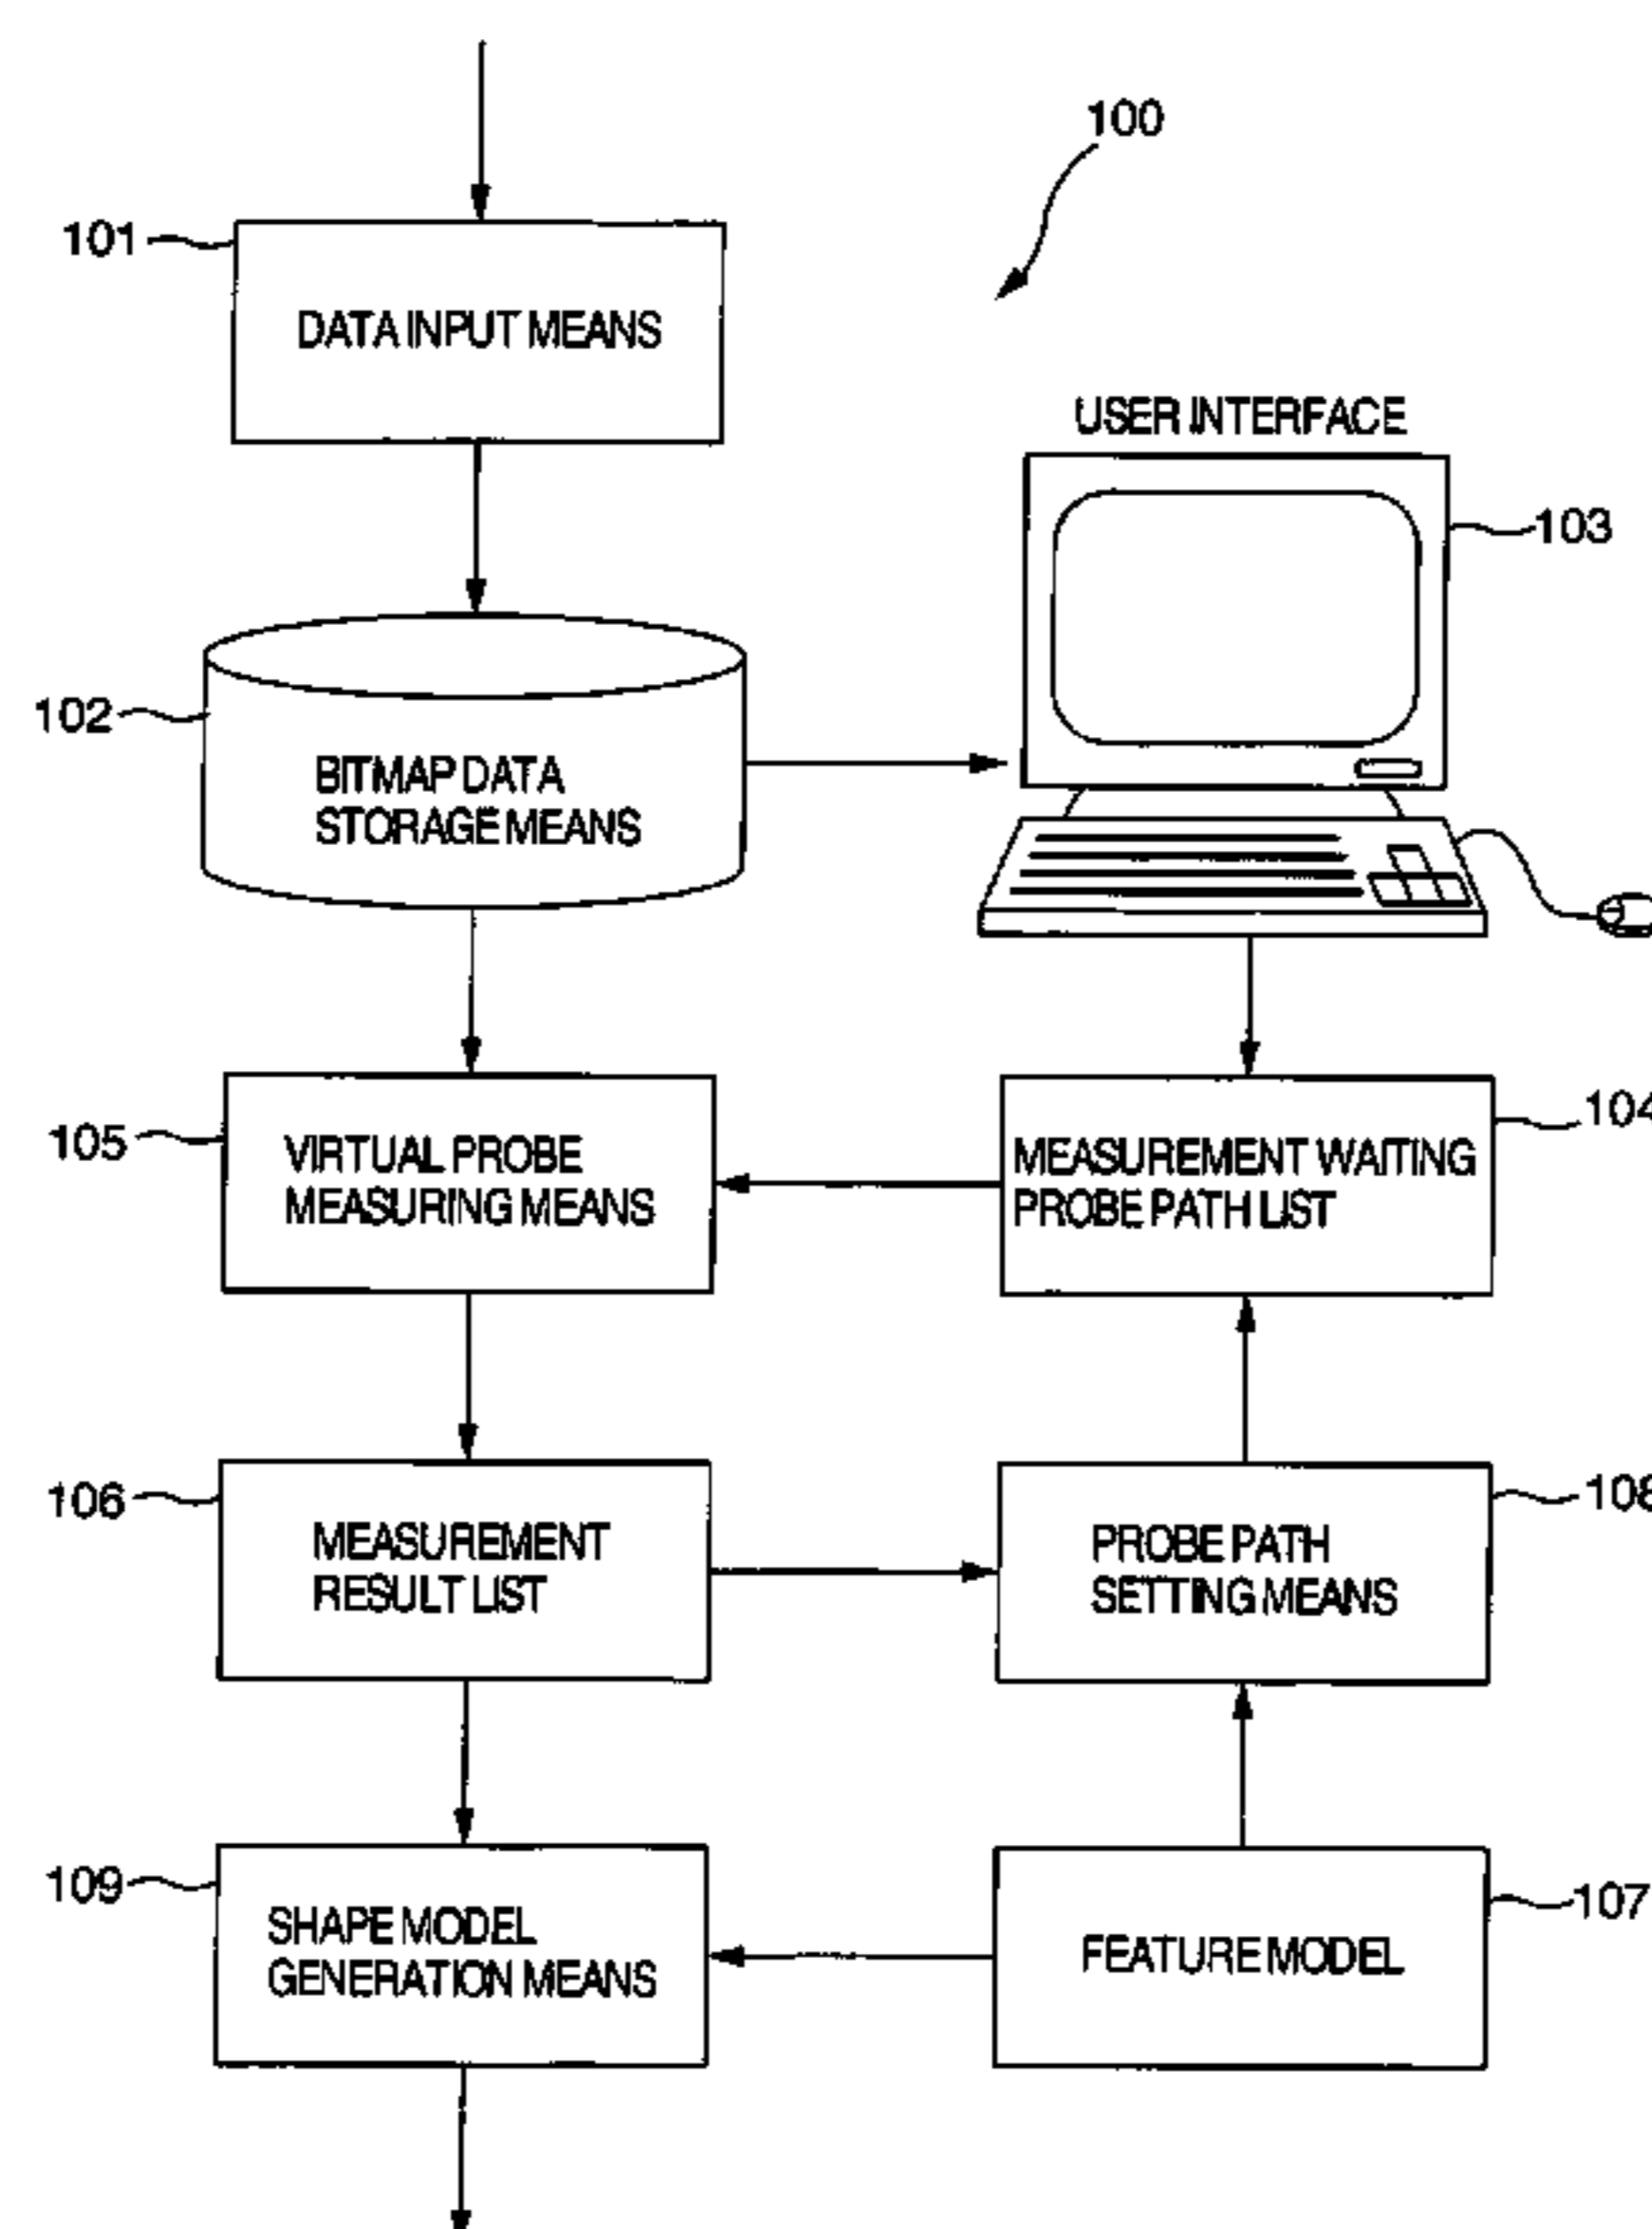 100
101
DATA INPUT MEANS
USER INTERFACE
103
102
BITMAP DATA
STORAGE MEANS
104
105
VIRTUAL PROBE
MEASURING MEANS
MEASUREMENT WAITING
PROBE PATH LIST
106
MEASUREMENT
RESULT LIST
108
PROBE PATH
SETTING MEANS
109
SHAPE MODEL
GENERATION MEANS
107
FEATURE MODEL